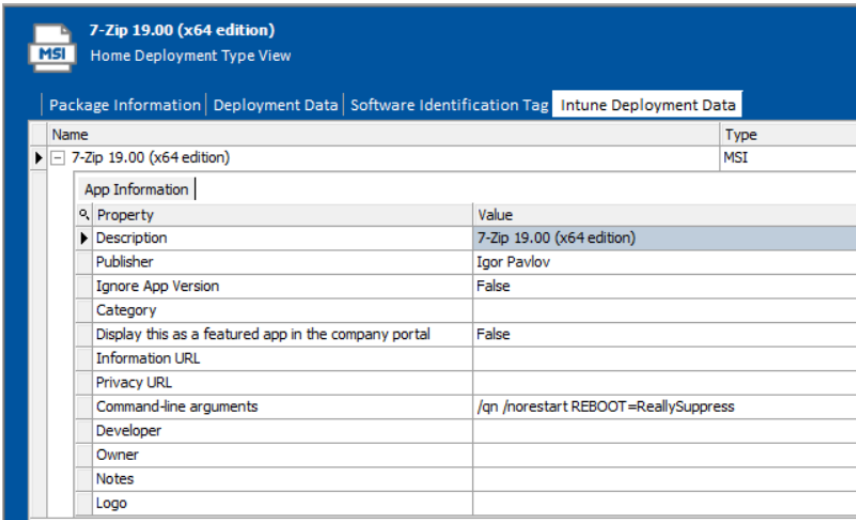 7-Zip 19.00 (x64 edition)
MSI
Home Deployment Type View
Package Information Deployment Data Software Identification Tag Intune Deployment Data
Name Type
7-Zip 19.00 (x64 edition) MSI
App Information
Property Value
Description 7-Zip 19.00 (x64 edition)
Publisher Igor Pavlov
Ignore App Version False
Category
Display this as a featured app in the company portal False
Information URL
Privacy URL
Command-line arguments /qn /norestart REBOOT=ReallySuppress
Developer
Owner
Notes
Logo